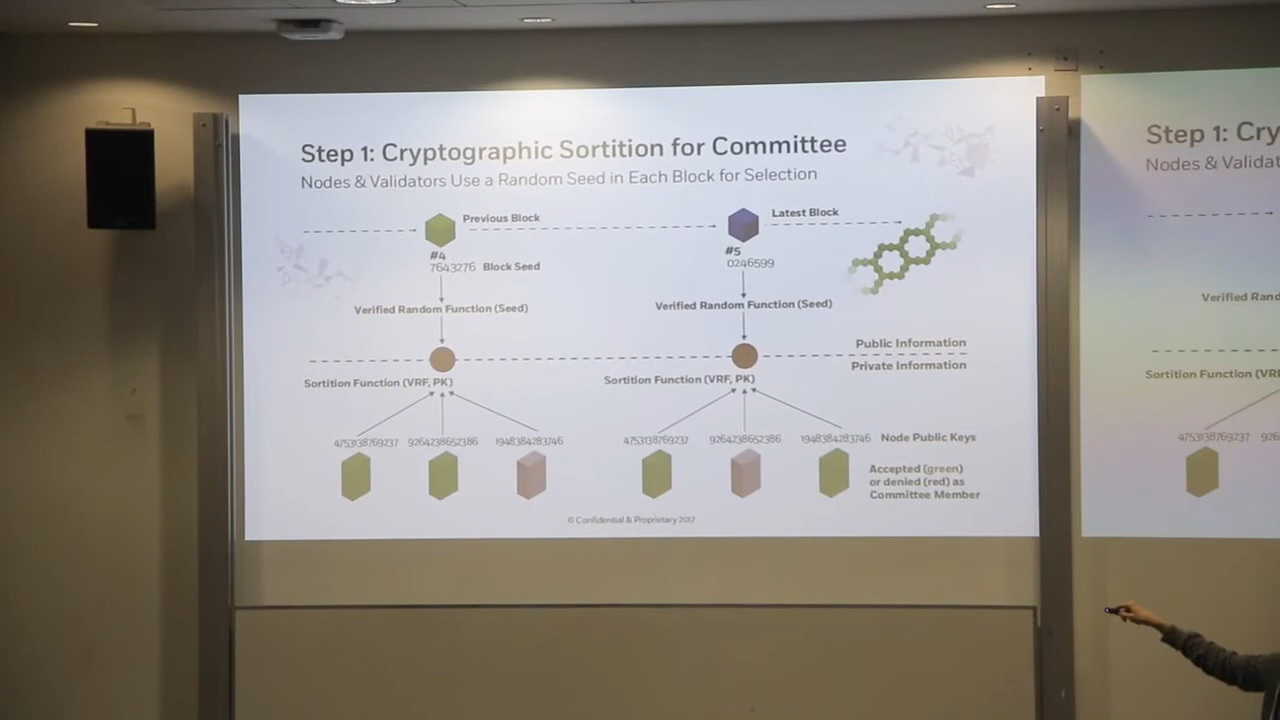 Step 1: Cryptographic Sortition for Committee
Nodes & Validators Use a Random Seed in Each Block for Selection
Previous Block
Latest Block
#4
7643276 Block Seed
#5
0246599
Verified Random Function (Seed)
Verified Random Function (Seed)
Public Information
Private Information
Sortition Function (VRF, PK)
Sortition Function (VRF, PK)
4753138769237 9264238652386 1948384283746
4753138769237 9264238652386 1948384283746 Node Public Keys
Accepted (green)
or denied (red) as
Committee Member
© Confidential & Proprietary 2017
Step 1: Cry
Nodes & Validat
Verified Rand
Sortition Function (VRF
4753138769237 926